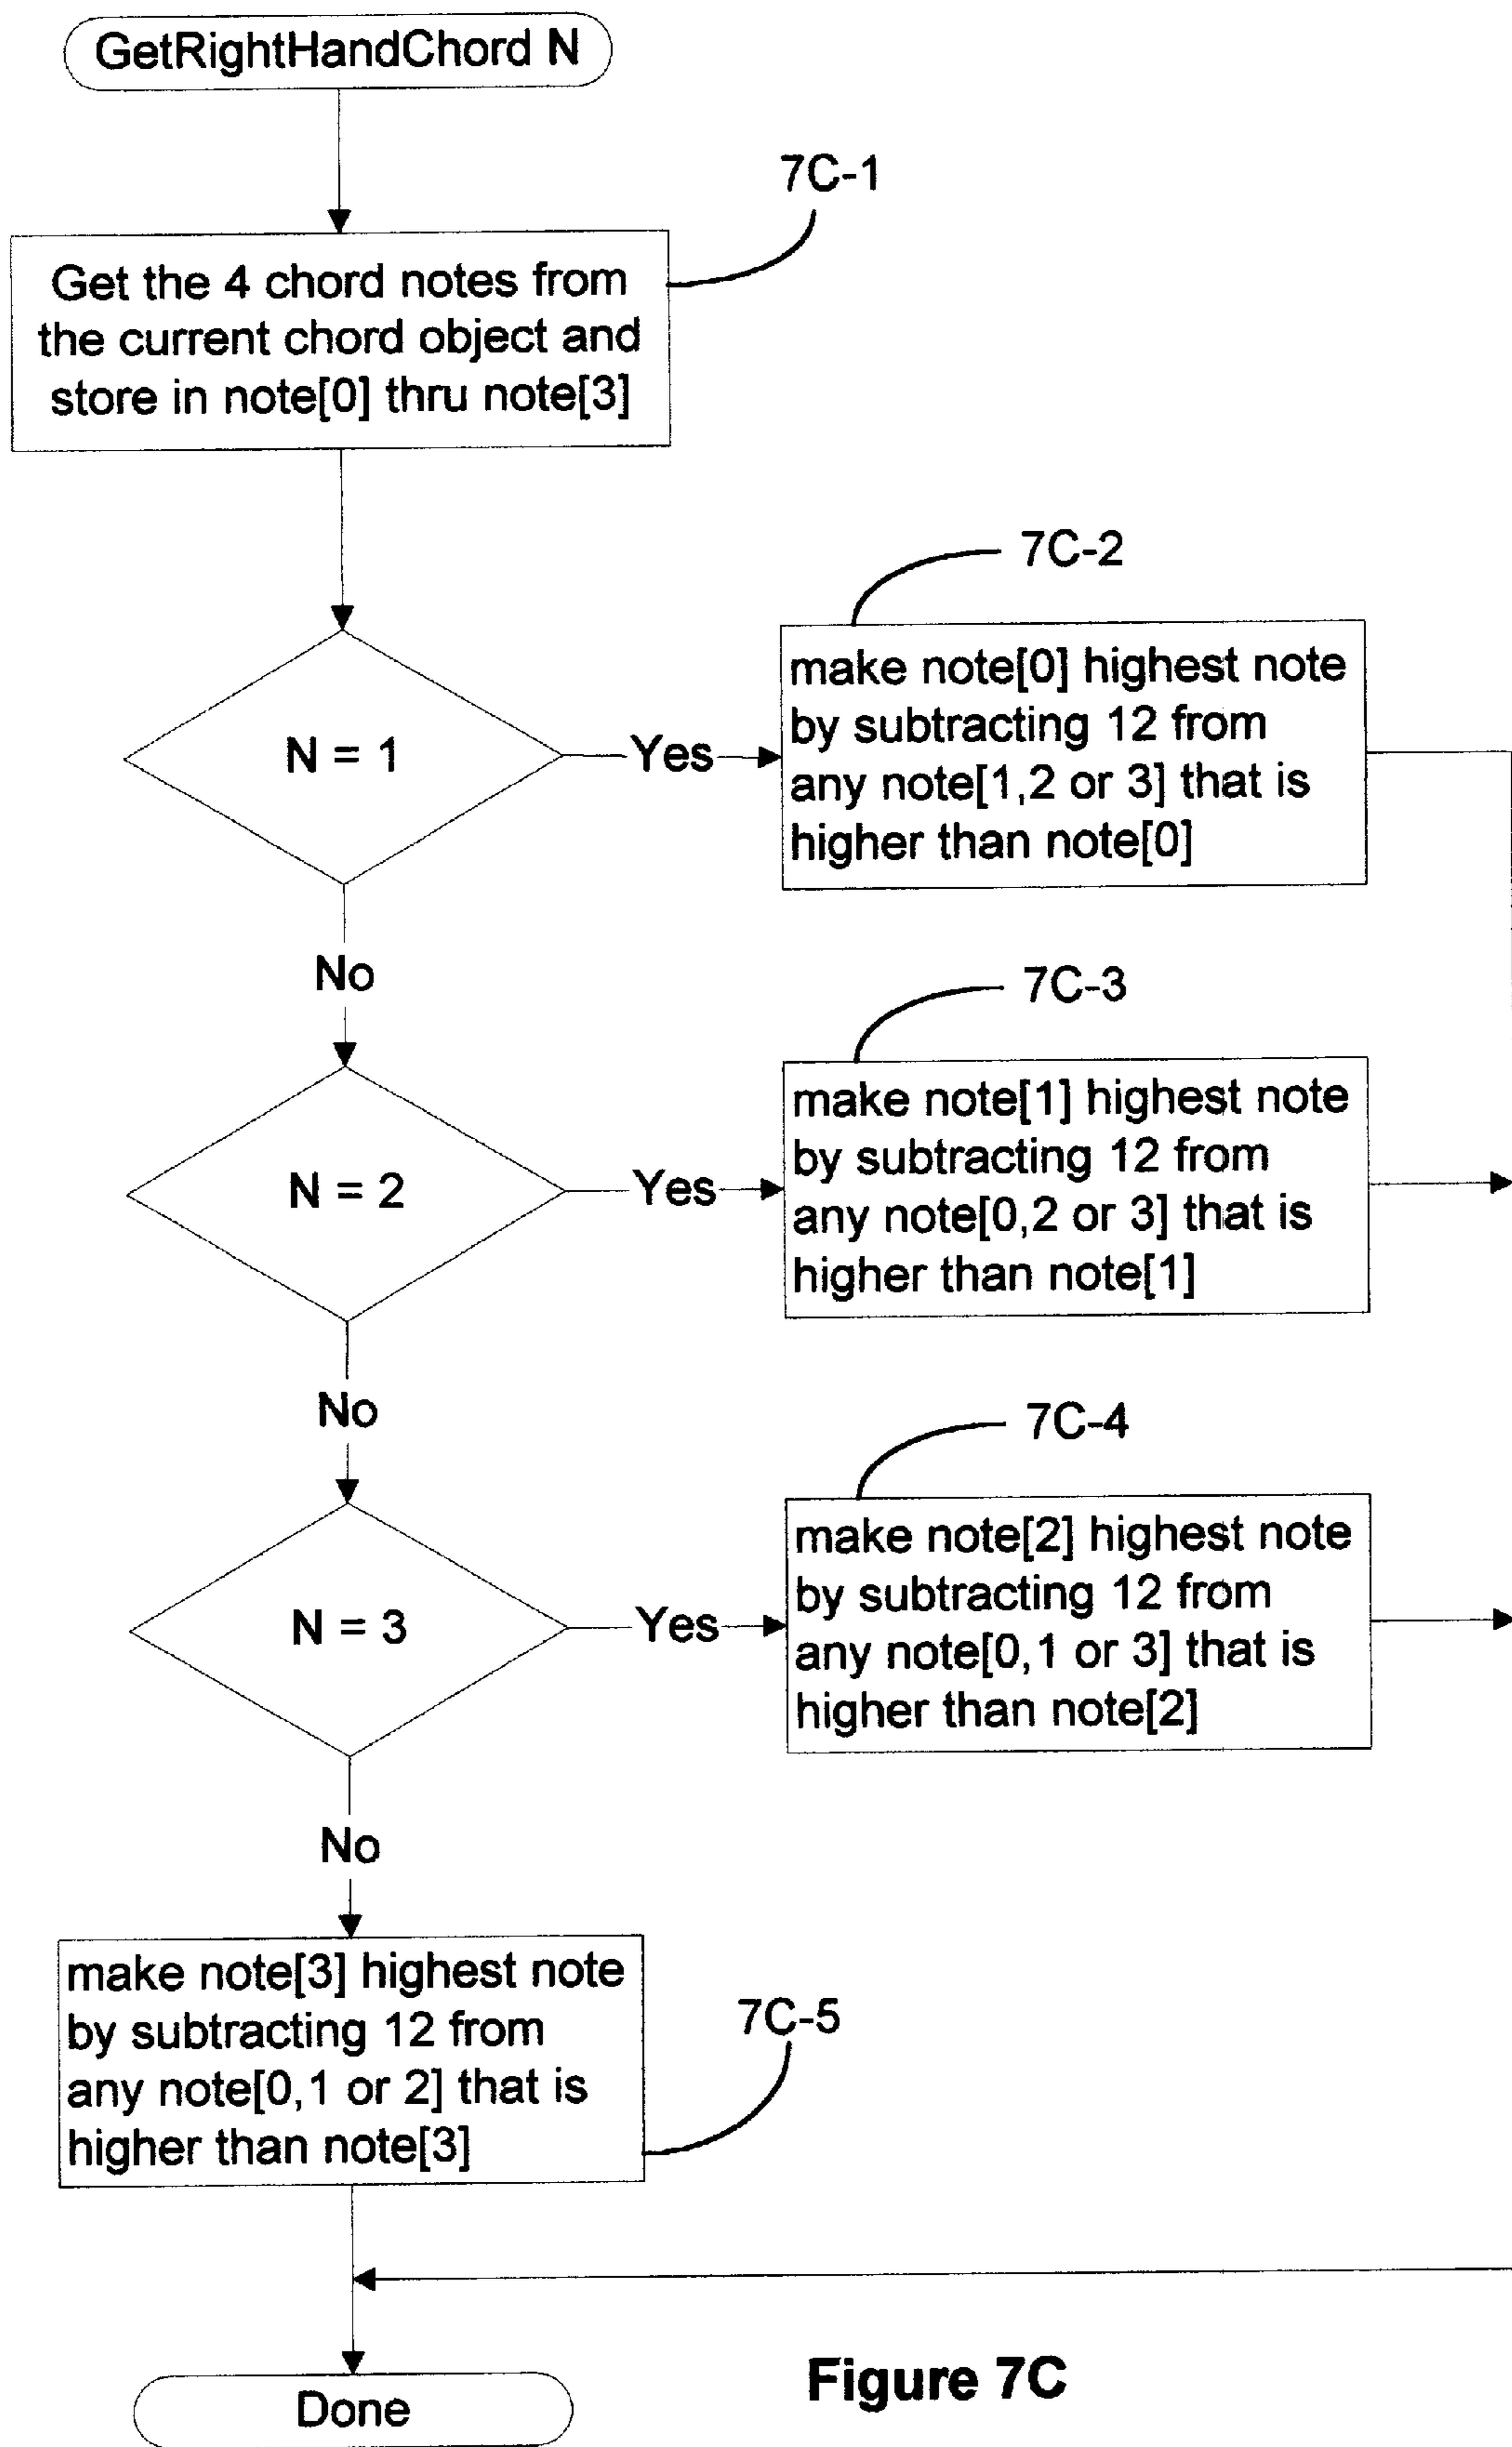 GetRightHandChord N
7C-1
Get the 4 chord notes from
the current chord object and
store in note[0] thru note[3]
7C-2
N = 1
Yes
make note[0] highest note
by subtracting 12 from
any note[1,2 or 3] that is
higher than note[0]
No
7C-3
N = 2
Yes
make note[1] highest note
by subtracting 12 from
any note[0,2 or 3] that is
higher than note[1]
No
7C-4
N = 3
Yes
make note[2] highest note
by subtracting 12 from
any note[0,1 or 3] that is
higher than note[2]
No
make note[3] highest note
by subtracting 12 from
any note[0,1 or 2] that is
higher than note[3]
7C-5
Done
Figure 7C